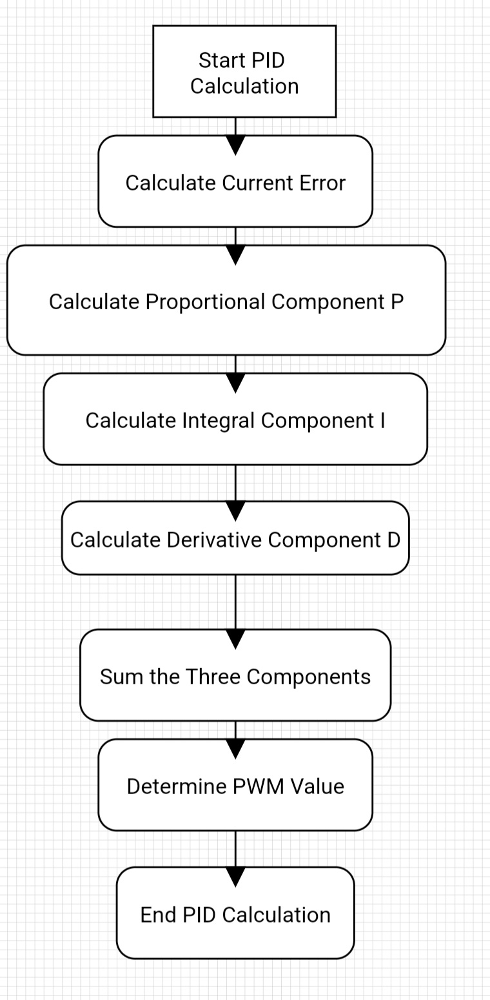 Start PID
Calculation
Calculate Current Error
Calculate Proportional Component P
Calculate Integral Component I
Calculate Derivative Component D
Sum the Three Components
Determine PWM Value
End PID Calculation